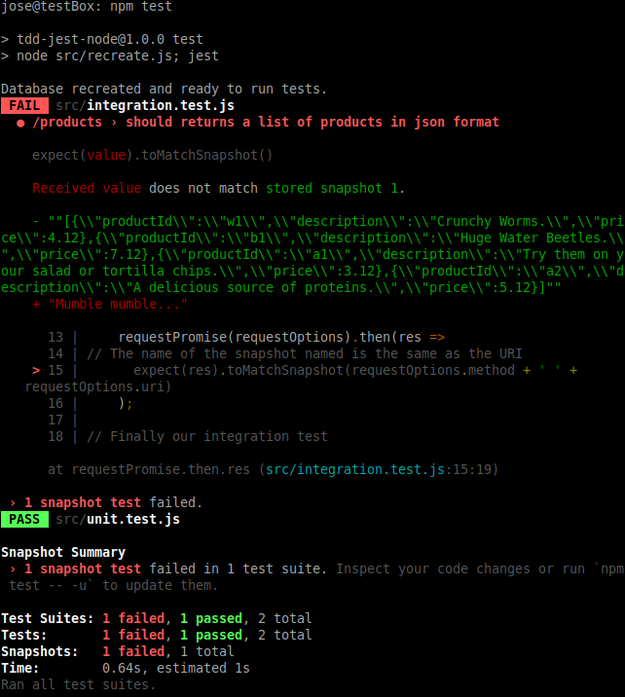 jose@testBox: npm test
> tdd-jest-node@1.0.0 test
> node src/recreate.js; jest
Database recreated and ready to run tests.
FAIL src/integration.test.js
● /products › should returns a list of products in json format
expect(value).toMatchSnapshot()
Received value does not match stored snapshot 1.
- ""[{\\"productId\\":\\"w1\\",\\"description\\":\\"Crunchy Worms.\\",\\"pri
ce\\":4.12},{\\"productId\\":\\"b1\\",\\"description\\":\\"Huge Water Beetles.\\
",\\"price\\":7.12},{\\"productId\\":\\"a1\\",\\"description\\":\\"Try them on y
our salad or tortilla chips.\\",\\"price\\":3.12},{\\"productId\\":\\"a2\\",\\"d
escription\\":\\"A delicious source of proteins.\\",\\"price\\":5.12}]""
+ "Mumble mumble..."
13 |     requestPromise(requestOptions).then(res =>
14 | // The name of the snapshot named is the same as the URI
> 15 |       expect(res).toMatchSnapshot(requestOptions.method + ' ' +
requestOptions.uri)
16 |     );
17 |
18 | // Finally our integration test
at requestPromise.then.res (src/integration.test.js:15:19)
› 1 snapshot test failed.
PASS src/unit.test.js
Snapshot Summary
› 1 snapshot test failed in 1 test suite. Inspect your code changes or run `npm
test -- -u` to update them.
Test Suites: 1 failed, 1 passed, 2 total
Tests:       1 failed, 1 passed, 2 total
Snapshots:   1 failed, 1 total
Time:        0.64s, estimated 1s
Ran all test suites.